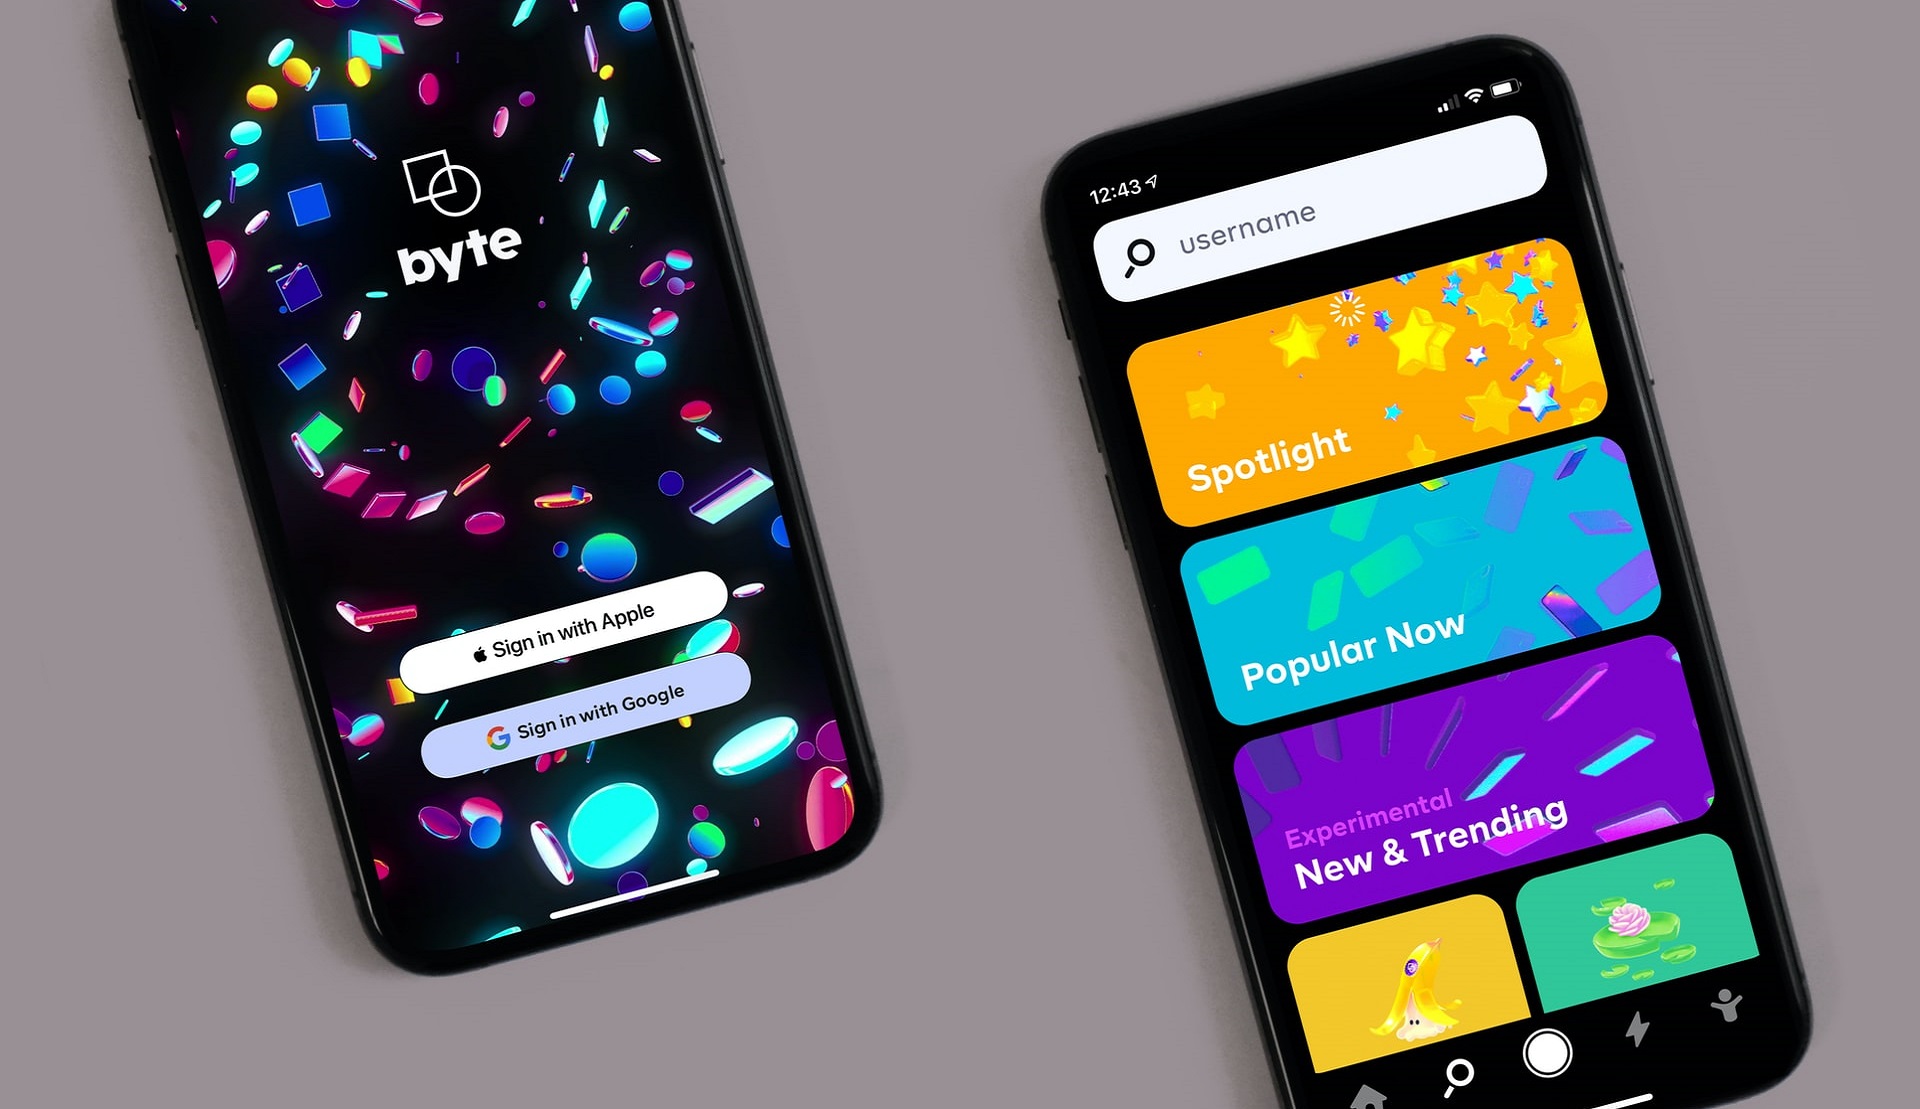 byte
Sign in with Apple
Sign in with Google
12:43
username
Spotlight
Popular Now
Experimental
New & Trending